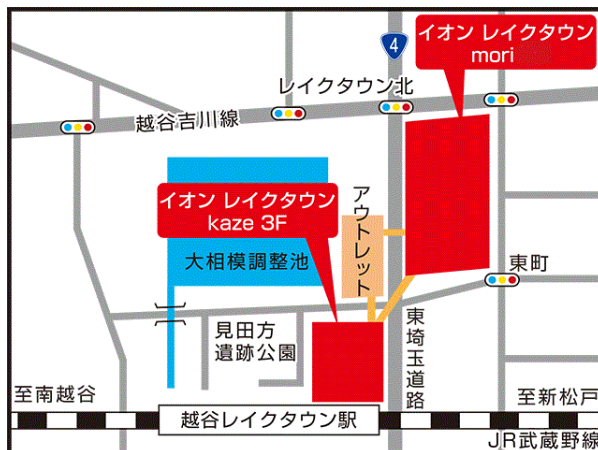 イオン レイクタウン
mori
4
レイクタウン北
越谷吉川線
イオン レイクタウン
kaze 3F
アウトレット
大相模調整池
東町
見田方
遺跡公園
東埼玉道路
至南越谷
至新松戸
越谷レイクタウン駅
JR武蔵野線